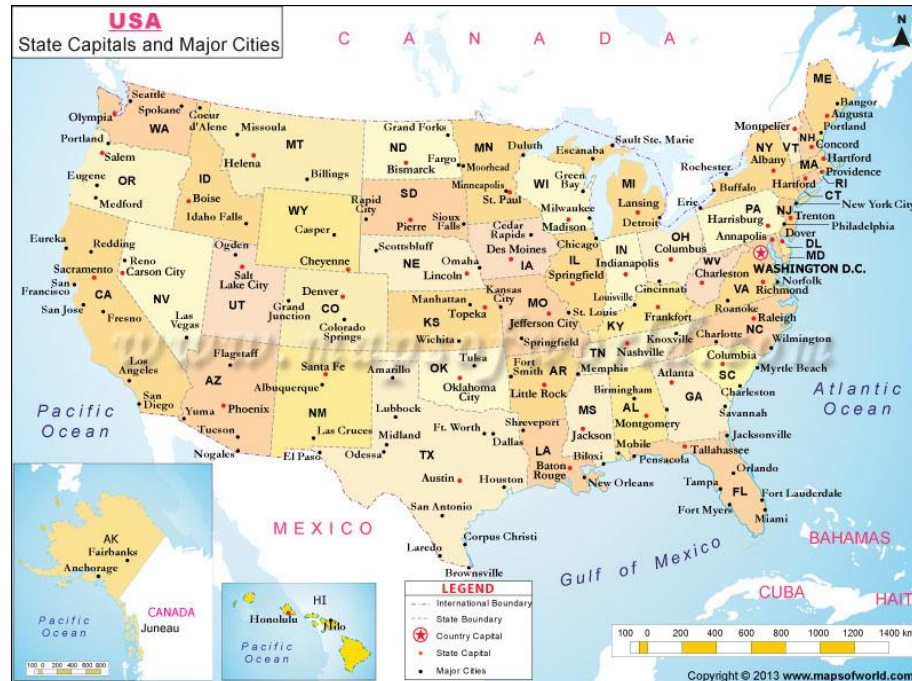 USA
State Capitals and Major Cities
C A N A D A
N
Seattle
Spokane
Olympia
WA
Coeur
d'Alene
Portland
Salem
Eugene
OR
Medford
Missoula
MT
Helena
Billings
ID
Boise
Idaho Falls
WY
Casper
Cheyenne
Grand Forks
ND
Fargo
Bismarck
SD
Rapid
City
Pierre
Sioux
Falls
MN
Duluth
Moorhead
Minneapolis
St. Paul
Escanaba
Sault Ste. Marie
WI
Green
Bay
Milwaukee
Madison
MI
Lansing
Detroit
ME
Bangor
Augusta
Portland
Montpelier
NH
VT
Concord
NY
Albany
MA
Hartford
Providence
Hartford
RI
CT
New York City
Rochester
Buffalo
Erie
PA
Harrisburg
NJ
Trenton
Philadelphia
Annapolis
Dover
DL
MD
WASHINGTON D.C.
Norfolk
Eureka
Redding
Reno
Carson City
Sacramento
San
Francisco
CA
San Jose
Fresno
NV
Las
Vegas
Los
Angeles
San
Diego
Ogden
Salt
Lake City
UT
Grand
Junction
Denver
CO
Colorado
Springs
Scottsbluff
NE
Omaha
Lincoln
Cedar
Rapids
Des Moines
IA
Chicago
IL
Springfield
IN
Indianapolis
OH
Columbus
Cincinnati
WV
Charleston
VA
Richmond
Roanoke
Manhattan
Topeka
Kansas
City
KS
Wichita
MO
Jefferson City
St. Louis
Springfield
Louisville
Frankfort
KY
Knoxville
TN
Nashville
Memphis
Raleigh
NC
Charlotte
Wilmington
Columbia
SC
Myrtle Beach
Charleston
www.mapsofworld.com
Flagstaff
AZ
Phoenix
Yuma
Tucson
Nogales
Santa Fe
Albuquerque
NM
Las Cruces
El Paso
Amarillo
Lubbock
Midland
Odessa
Tulsa
OK
Oklahoma
City
Fort
Smith
AR
Little Rock
Birmingham
AL
Montgomery
Atlanta
GA
Savannah
MS
Jackson
Ft. Worth
Dallas
TX
Shreveport
LA
Baton
Rouge
Biloxi
Mobile
Pensacola
New Orleans
Jacksonville
Tallahassee
Orlando
Tampa
FL
Fort Lauderdale
Fort Myers
Miami
Austin
Houston
San Antonio
Corpus Christi
Laredo
Brownsville
Pacific
Ocean
Atlantic
Ocean
MEXICO
Gulf of Mexico
BAHAMAS
CUBA
HAITI
AK
Fairbanks
Anchorage
CANADA
Juneau
Pacific
Ocean
100 0 200 400 600 800
HI
Honolulu
Hilo
Pacific
Ocean
LEGEND
International Boundary
State Boundary
Country Capital
State Capital
Major Cities
100 0 200 400 600 800 1000 1200 1400 km
Copyright © 2013 www.mapsofworld.com